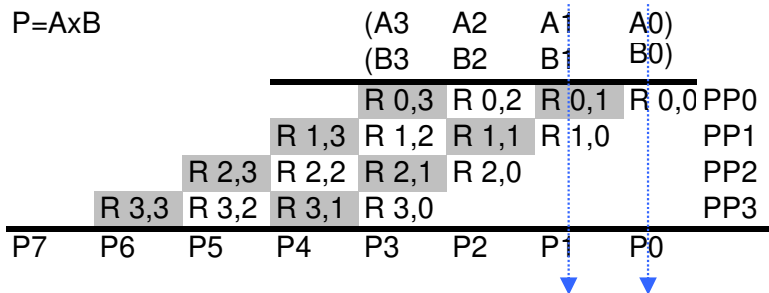 P=AxB (A3 A2 A1 A0)
(B3 B2 B1 B0)
R 0,3 R 0,2 R 0,1 R 0,0 PP0
R 1,3 R 1,2 R 1,1 R 1,0 PP1
R 2,3 R 2,2 R 2,1 R 2,0 PP2
R 3,3 R 3,2 R 3,1 R 3,0 PP3
P7 P6 P5 P4 P3 P2 P1 P0